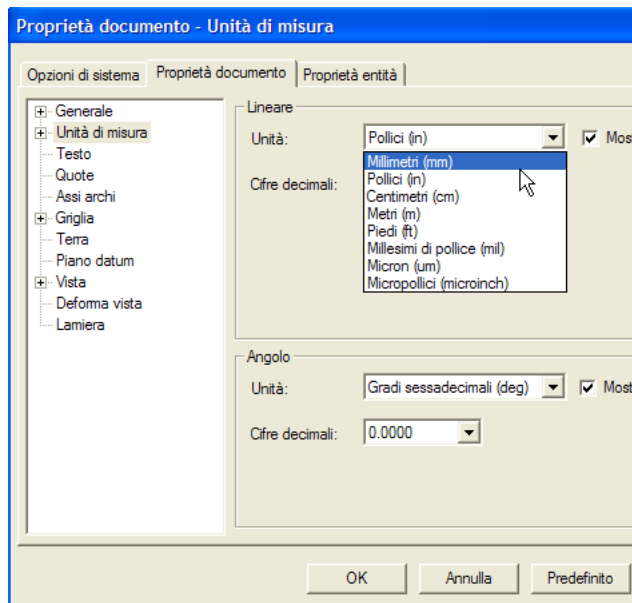 Proprietà documento - Unità di misura
Opzioni di sistema Proprietà documento Proprietà entità
Generale
Unità di misura
Testo
Quote
Assi archi
Griglia
Terra
Piano datum
Vista
Deforma vista
Lamiera
Lineare
Unità: Pollici (in) Most
Millimetri (mm)
Cifre decimali: Pollici (in)
Centimetri (cm)
Metri (m)
Piedi (ft)
Millesimi di pollice (mil)
Micron (um)
Micropollici (microinch)
Angolo
Unità: Gradi sessadecimali (deg) Most
Cifre decimali: 0.0000
OK Annulla Predefinito